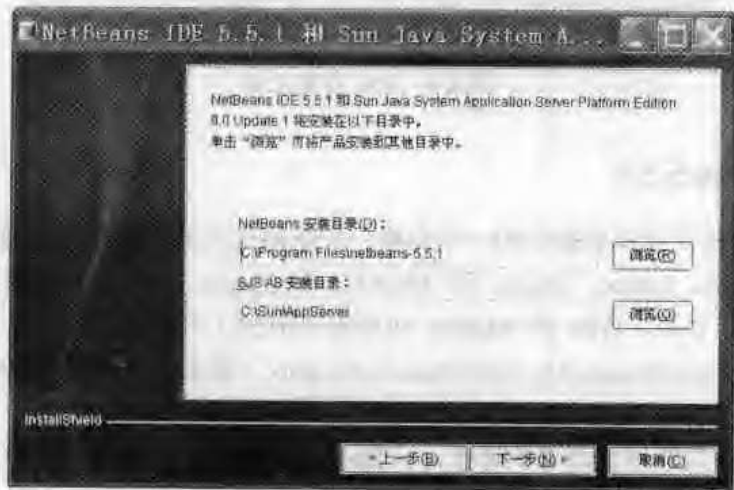 NetBeans IDE 5.5.1 和 Sun Java System A...
NetBeans IDE 5.5.1 和 Sun Java System Application Server Platform Edition
9.0 Update 1 将安装在以下目录中。
单击“浏览”可将产品安装到其他目录中。
NetBeans 安装目录(D)：
C:\Program Files\netbeans-5.5.1
浏览(R)
SJS AS 安装目录：
C:\Sun\AppServer
浏览(O)
InstallShield
<上一步(B)
下一步(N)>
取消(C)